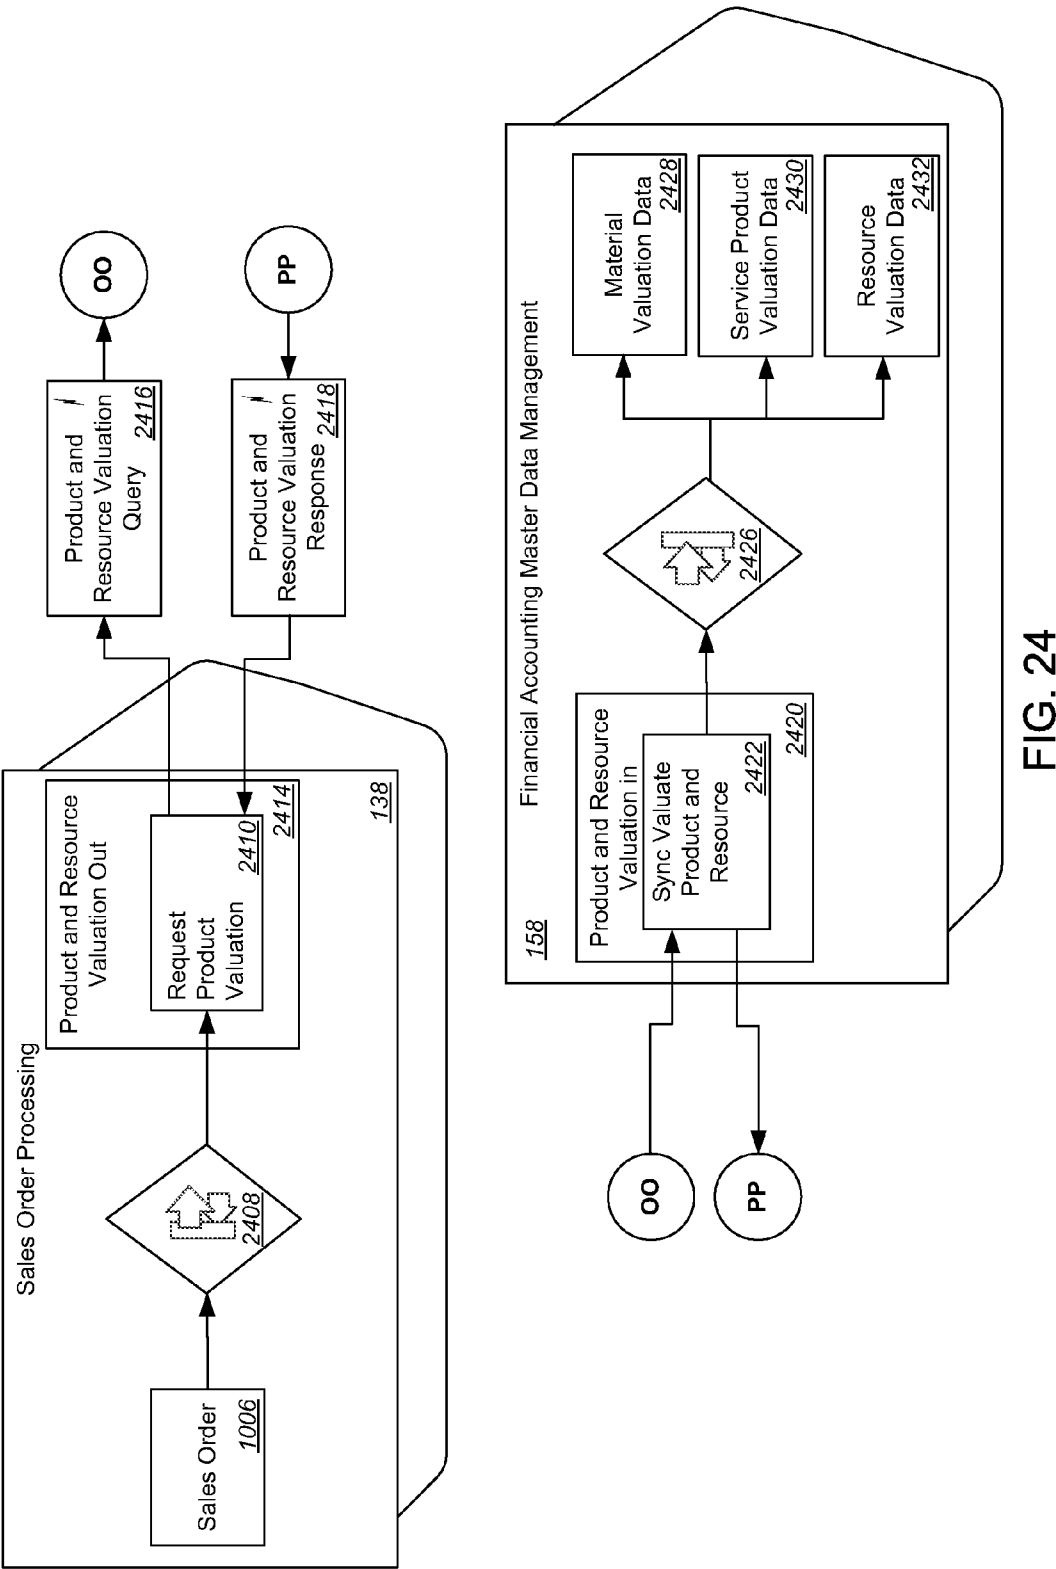 Sales Order Processing
Sales Order
1006
2408
Product and Resource
Valuation Out
Request
Product
Valuation
2410
2414
138
Product and
Resource Valuation
Query
2416
OO
Product and
Resource Valuation
Response
2418
PP
Financial Accounting Master Data Management
158
OO
PP
Product and Resource
Valuation in
Sync Valuate
Product and
Resource
2422
2420
2426
Material
Valuation Data
2428
Service Product
Valuation Data
2430
Resource
Valuation Data
2432
FIG. 24